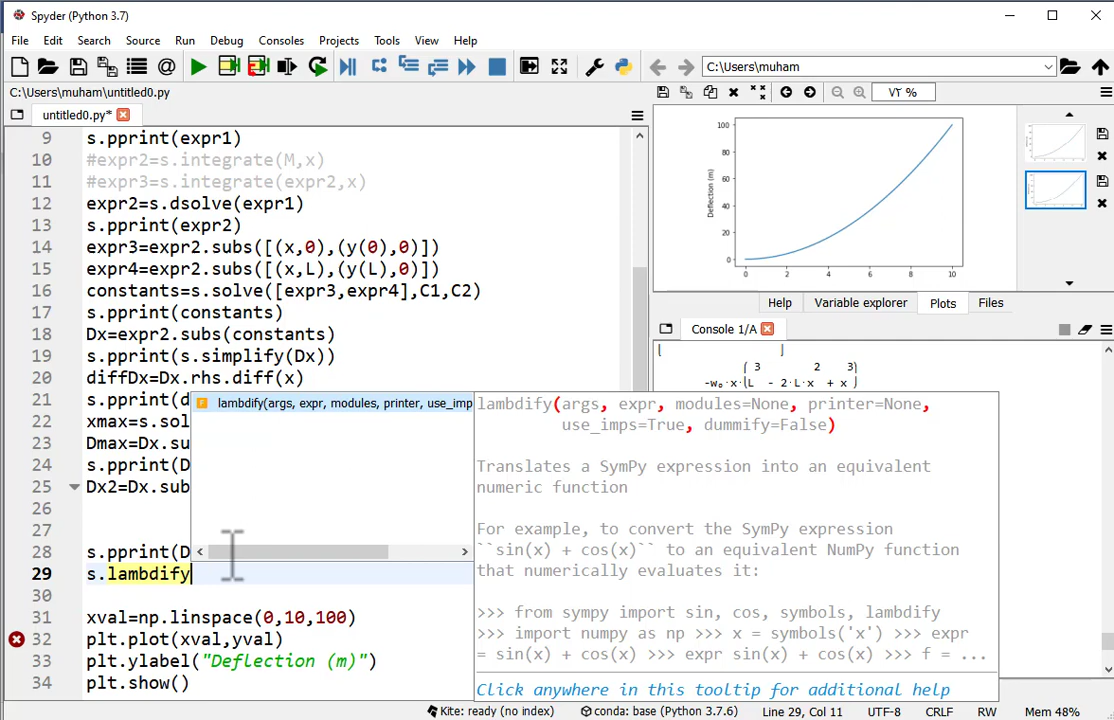 Spyder (Python 3.7)
File Edit Search Source Run Debug Consoles Projects Tools View Help
C:\Users\muham
C:\Users\muham\untitled0.py
untitled0.py*
9 s.pprint(expr1)
10 #expr2=s.integrate(M,x)
11 #expr3=s.integrate(expr2,x)
12 expr2=s.dsolve(expr1)
13 s.pprint(expr2)
14 expr3=expr2.subs([(x,0),(y(0),0)])
15 expr4=expr2.subs([(x,L),(y(L),0)])
16 constants=s.solve([expr3,expr4],C1,C2)
17 s.pprint(constants)
18 Dx=expr2.subs(constants)
19 s.pprint(s.simplify(Dx))
20 diffDx=Dx.rhs.diff(x)
21 s.pprint(d
22 xmax=s.sol
23 Dmax=Dx.su
24 s.pprint(D
25 Dx2=Dx.sub
26
27
28 s.pprint(D
29 s.lambdify
30
31 xval=np.linspace(0,10,100)
32 plt.plot(xval,yval)
33 plt.ylabel("Deflection (m)")
34 plt.show()
lambdify(args, expr, modules, printer, use_imp
lambdify(args, expr, modules=None, printer=None,
use_imps=True, dummify=False)
Translates a SymPy expression into an equivalent
numeric function
For example, to convert the SymPy expression
``sin(x) + cos(x)`` to an equivalent NumPy function
that numerically evaluates it:
>>> from sympy import sin, cos, symbols, lambdify
>>> import numpy as np >>> x = symbols('x') >>> expr
= sin(x) + cos(x) >>> expr sin(x) + cos(x) >>> f = ...
Click anywhere in this tooltip for additional help
٧٢ %
100
80
60
40
20
0
Deflection (m)
0 2 4 6 8 10
Help Variable explorer Plots Files
Console 1/A
3 2 3
-w₀⋅x⋅(L - 2⋅L⋅x + x )
Kite: ready (no index) conda: base (Python 3.7.6) Line 29, Col 11 UTF-8 CRLF RW Mem 48%